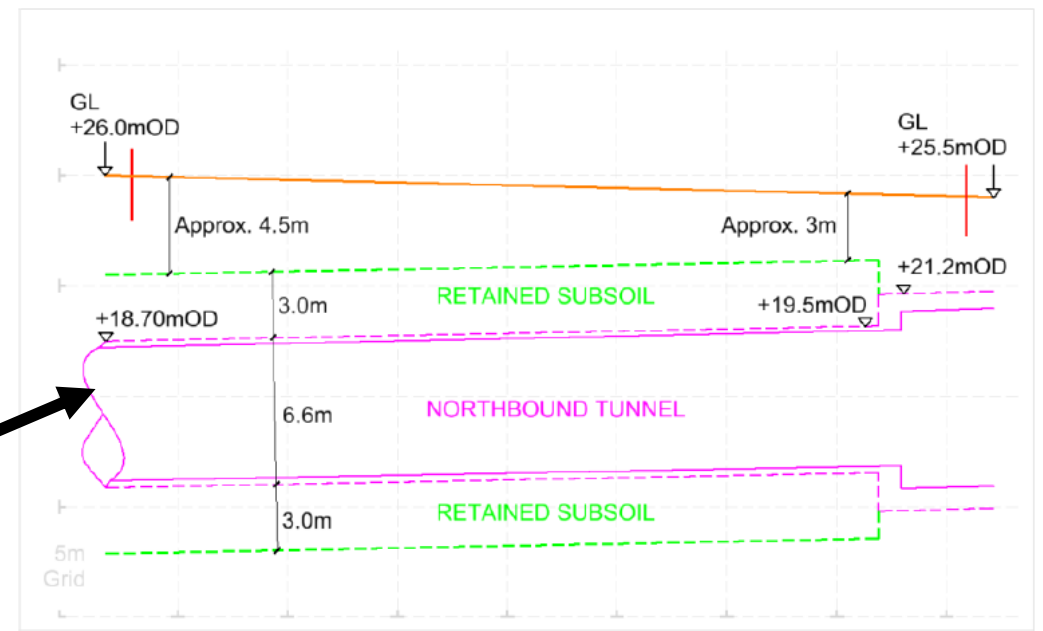 GL
+26.0mOD
GL
+25.5mOD
Approx. 4.5m
Approx. 3m
+21.2mOD
RETAINED SUBSOIL
3.0m
+19.5mOD
+18.70mOD
NORTHBOUND TUNNEL
6.6m
RETAINED SUBSOIL
3.0m
5m
Grid